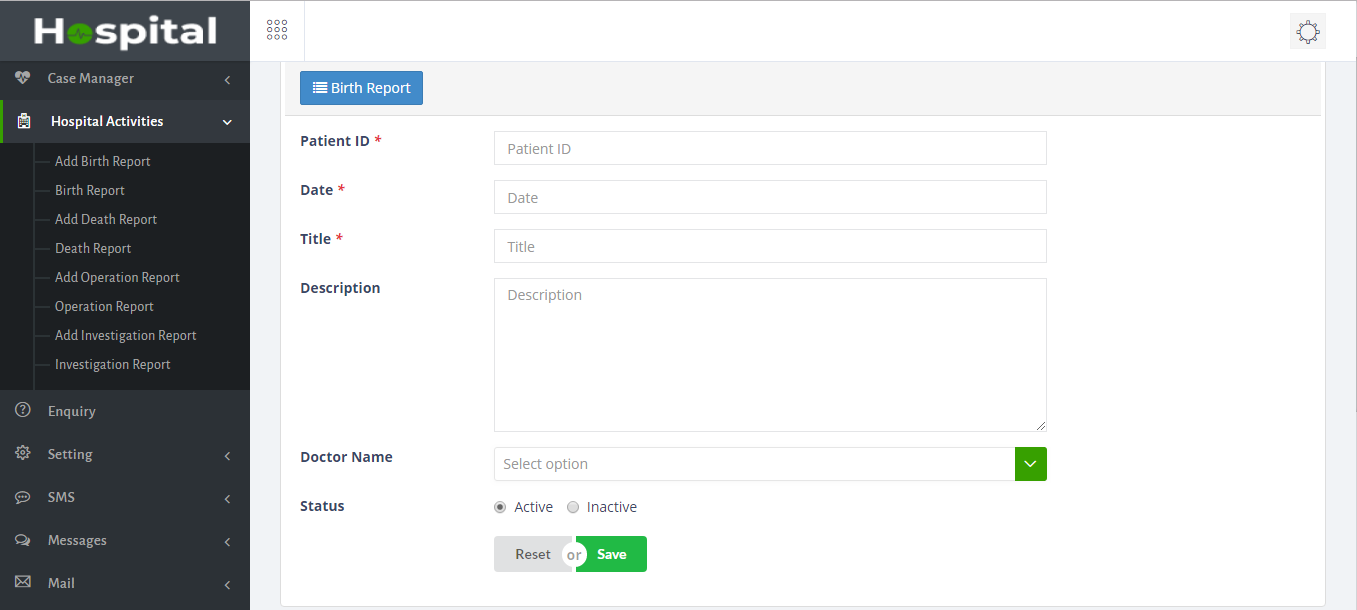 Hospital
Case Manager
Hospital Activities
Add Birth Report
Birth Report
Add Death Report
Death Report
Add Operation Report
Operation Report
Add Investigation Report
Investigation Report
Enquiry
Setting
SMS
Messages
Mail
Birth Report
Patient ID *
Patient ID
Date *
Date
Title *
Title
Description
Description
Doctor Name
Select option
Status
Active Inactive
Reset or Save